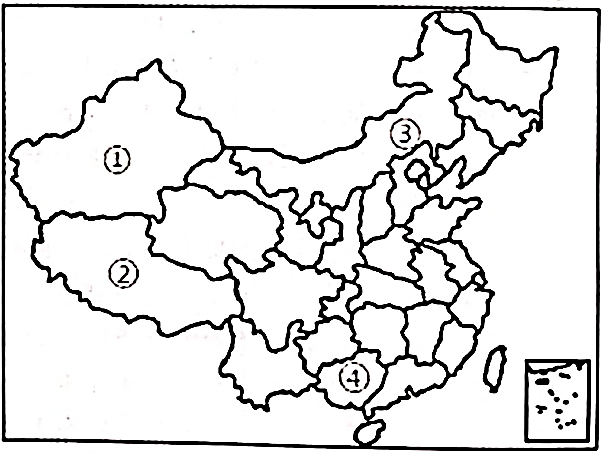 ①
②
③
④